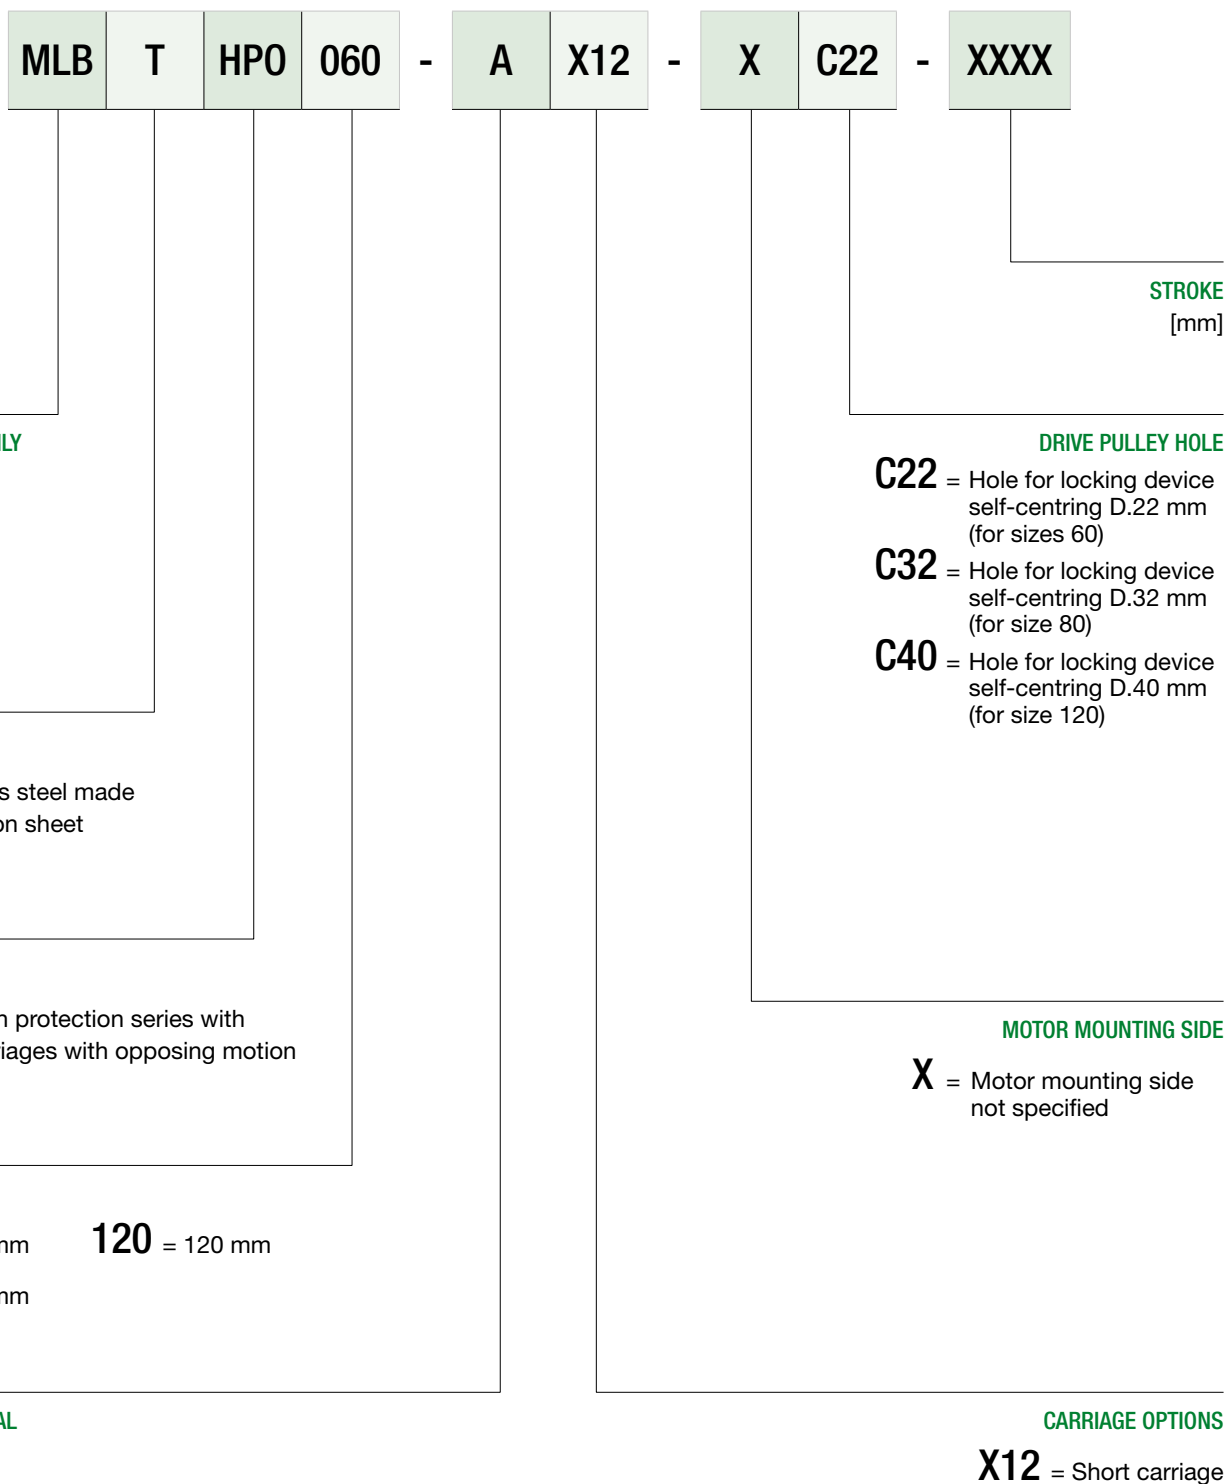 MLB T HPO 060 - A X12 - X C22 - XXXX
STROKE
[mm]
DRIVE PULLEY HOLE
C22 = Hole for locking device
self-centring D.22 mm
(for sizes 60)
C32 = Hole for locking device
self-centring D.32 mm
(for size 80)
C40 = Hole for locking device
self-centring D.40 mm
(for size 120)
steel made
sheet
protection series with
with opposing motion
MOTOR MOUNTING SIDE
X = Motor mounting side
not specified
120 = 120 mm
CARRIAGE OPTIONS
X12 = Short carriage